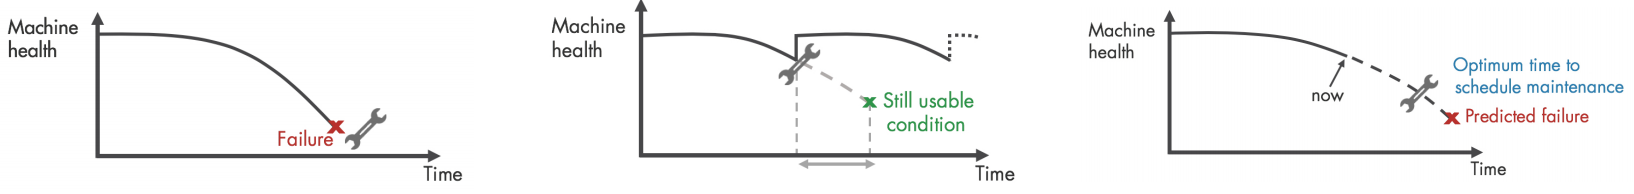 Machine
health
Failure
Time
Machine
health
Still usable
condition
Time
Machine
health
now
Optimum time to
schedule maintenance
Predicted failure
Time